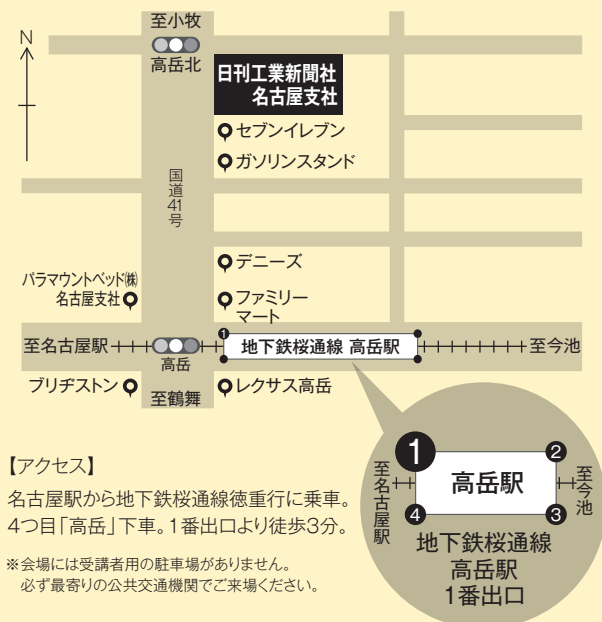 至小牧
N
高岳北
日刊工業新聞社
名古屋支社
セブンイレブン
ガソリンスタンド
国道41号
デニーズ
パラマウントベッド㈱
名古屋支社
ファミリー
マート
至名古屋駅
高岳
1
地下鉄桜通線 高岳駅
至今池
ブリヂストン
至鶴舞
レクサス高岳
【アクセス】
名古屋駅から地下鉄桜通線徳重行に乗車。
4つ目「高岳」下車。1番出口より徒歩3分。
※会場には受講者用の駐車場がありません。
必ず最寄りの公共交通機関でご来場ください。
1
2
至名古屋駅
高岳駅
至今池
4
3
地下鉄桜通線
高岳駅
1番出口